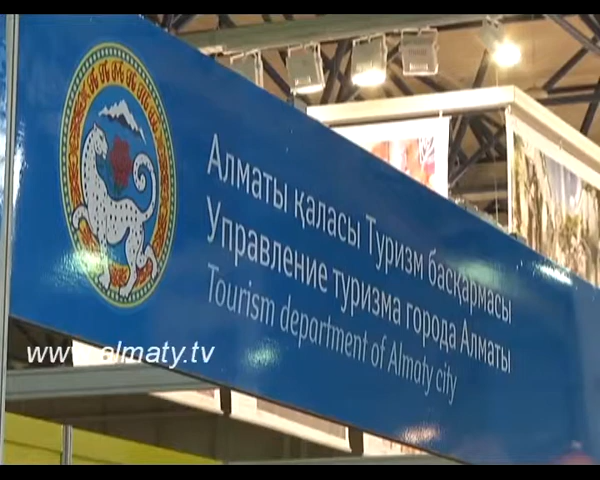 Алматы қаласы Туризм басқармасы
Управление туризма города Алматы
Tourism department of Almaty city
www.almaty.tv